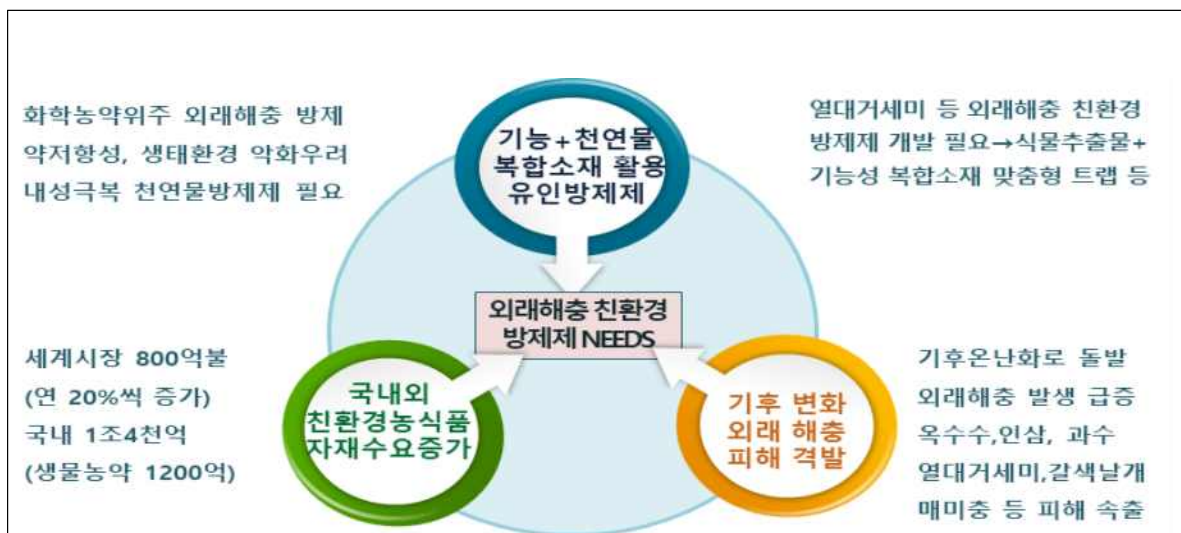 화학농약위주 외래해충 방제
약저항성, 생태환경 악화우려
내성극복 천연물방제제 필요
기능+천연물
복합소재 활용
유인방제제
열대거세미 등 외래해충 친환경
방제제 개발 필요→식물추출물+
기능성 복합소재 맞춤형 트랩 등
외래해충 친환경
방제제 NEEDS
세계시장 800억불
(연 20%씩 증가)
국내 1조4천억
(생물농약 1200억)
국내외
친환경농식품
자재수요증가
기후 변화
외래 해충
피해 격발
기후온난화로 돌발
외래해충 발생 급증
옥수수,인삼, 과수
열대거세미,갈색날개
매미충 등 피해 속출